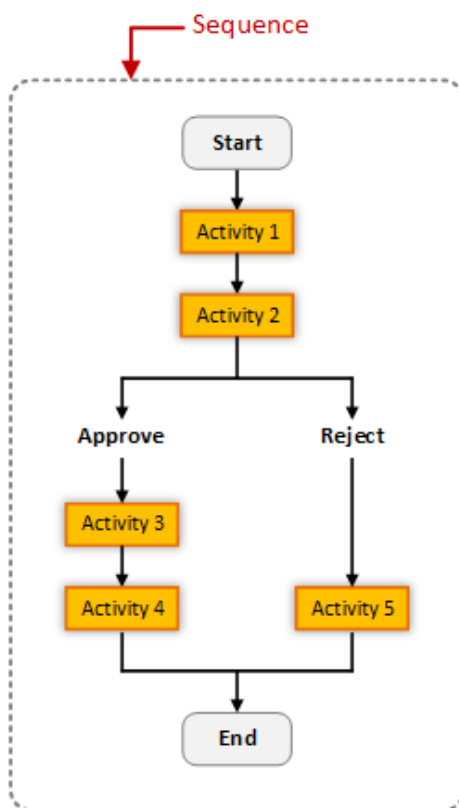 Sequence
Start
Activity 1
Activity 2
Approve
Reject
Activity 3
Activity 4
Activity 5
End